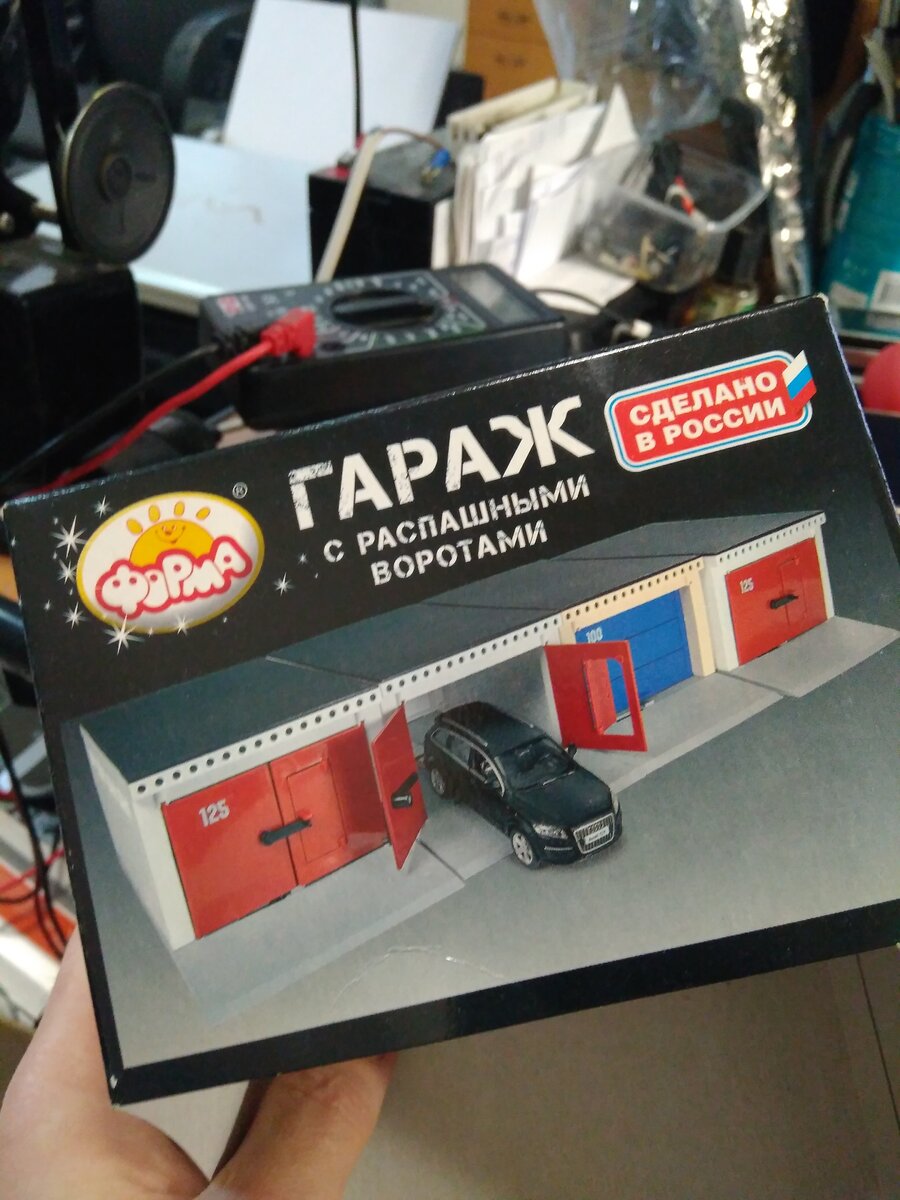 ГАРАЖ
С РАСПАШНЫМИ
ВОРОТАМИ
СДЕЛАНО
В РОССИИ
®
ФОРМА
125
100
125